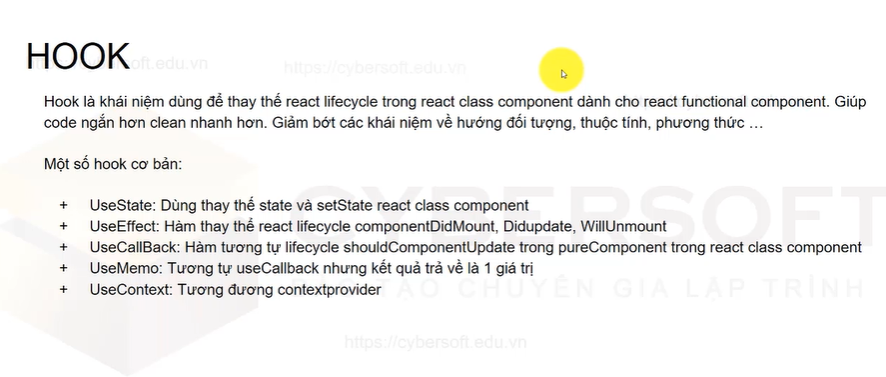 HOOK
https://cybersoft.edu.vn
https://cybersoft.edu.vn
Hook là khái niệm dùng để thay thế react lifecycle trong react class component dành cho react functional component. Giúp
code ngắn hơn clean nhanh hơn. Giảm bớt các khái niệm về hướng đối tượng, thuộc tính, phương thức …
Một số hook cơ bản:
+ UseState: Dùng thay thế state và setState react class component
+ UseEffect: Hàm thay thế react lifecycle componentDidMount, Didupdate, WillUnmount
+ UseCallBack: Hàm tương tự lifecycle shouldComponentUpdate trong pureComponent trong react class component
+ UseMemo: Tương tự useCallback nhưng kết quả trả về là 1 giá trị
+ UseContext: Tương đương contextprovider
CYBERSOFT
ĐÀO TẠO CHUYÊN GIA LẬP TRÌNH
https://cybersoft.edu.vn